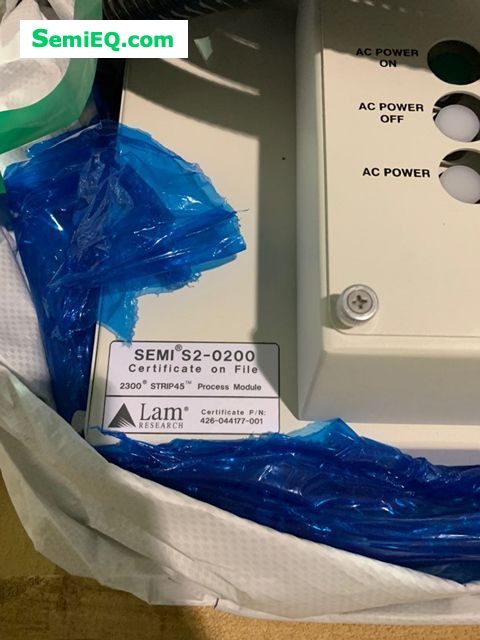 SemiEQ.com
AC POWER
ON
AC POWER
OFF
AC POWER
SEMI® S2-0200
Certificate on File
2300® STRIP45™ Process Module
Lam®
RESEARCH
Certificate P/N:
426-044177-001